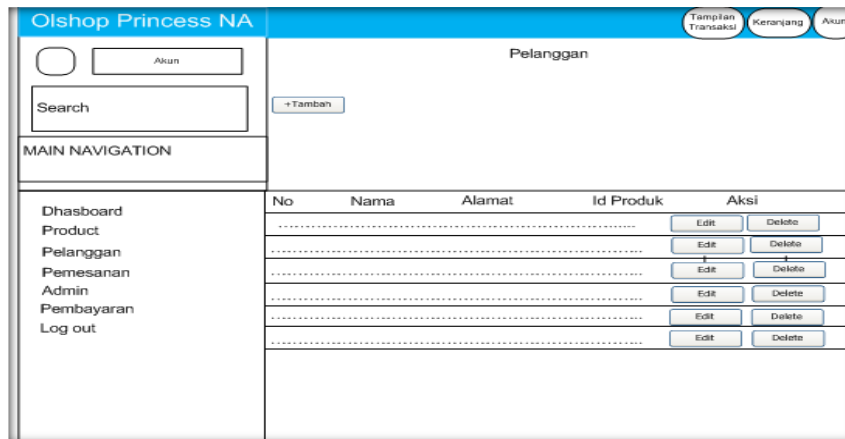 Olshop Princess NA
Tampilan
Transaksi
Keranjang
Akun
Akun
Pelanggan
Search
+Tambah
MAIN NAVIGATION
No Nama Alamat Id Produk Aksi
Dhasboard
Product
Pelanggan
Pemesanan
Admin
Pembayaran
Log out
Edit Delete
Edit Delete
Edit Delete
Edit Delete
Edit Delete
Edit Delete